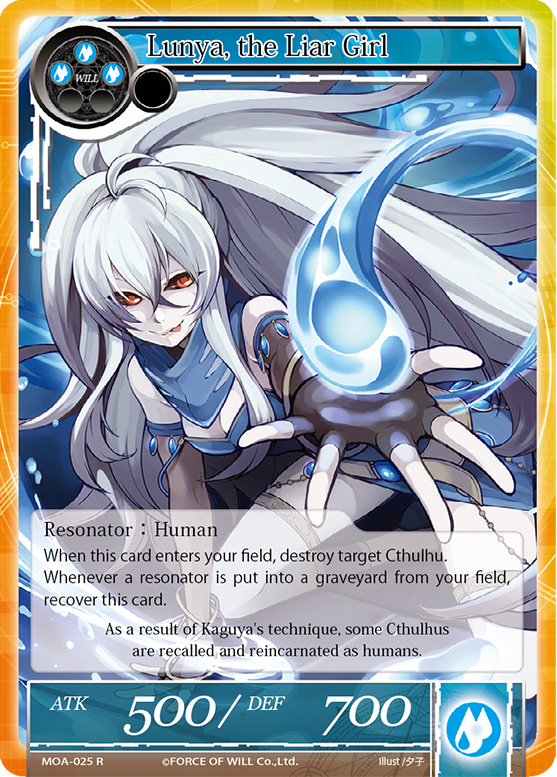 Lunya, the Liar Girl
WILL
Resonator : Human
When this card enters your field, destroy target Cthulhu.
Whenever a resonator is put into a graveyard from your field,
recover this card.
As a result of Kaguya's technique, some Cthulhus
are recalled and reincarnated as humans.
ATK 500 / DEF 700
MOA-025 R ©FORCE OF WILL Co.,Ltd. Illust /夕子